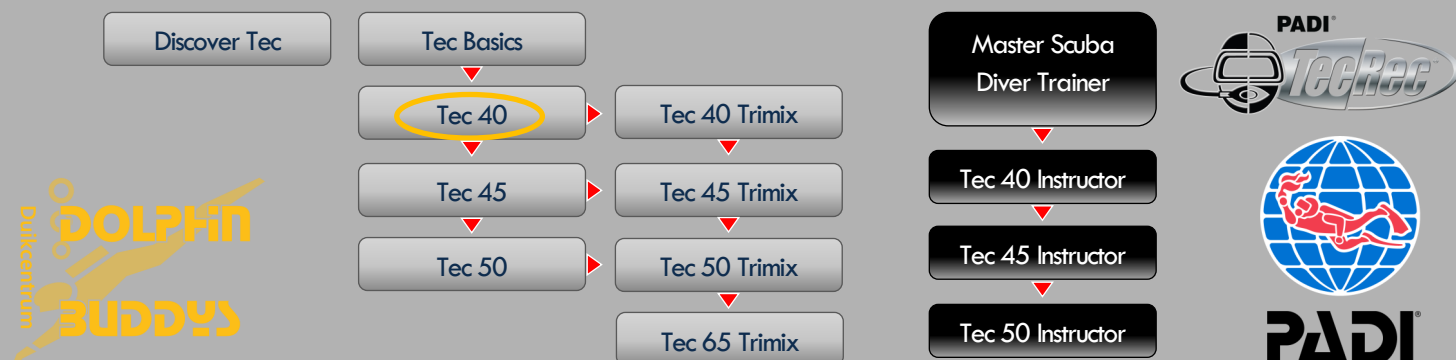 Discover Tec
Tec Basics
Tec 40
Tec 40 Trimix
Tec 45
Tec 45 Trimix
Tec 50
Tec 50 Trimix
Tec 65 Trimix
Master Scuba
Diver Trainer
Tec 40 Instructor
Tec 45 Instructor
Tec 50 Instructor
Duikcentrum
DOLPHIN
BUDDYS
PADI®
TecRec™
PADI®